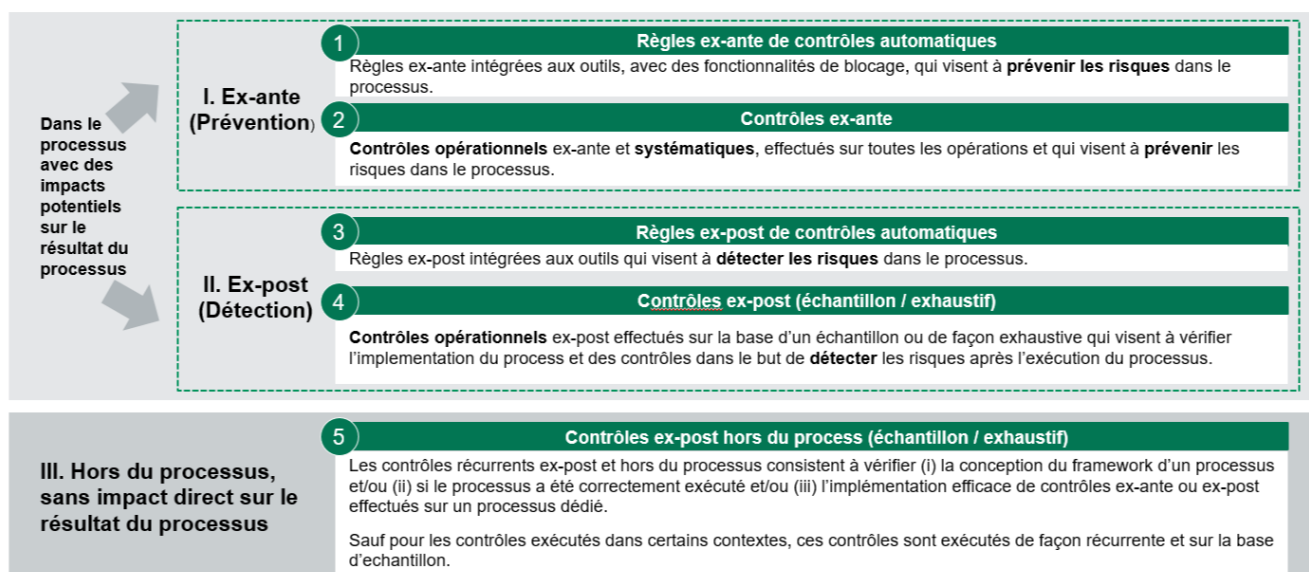 Dans le
processus
avec des
impacts
potentiels
sur le
résultat du
processus
I. Ex-ante
(Prévention)
1
Règles ex-ante de contrôles automatiques
Règles ex-ante intégrées aux outils, avec des fonctionnalités de blocage, qui visent à prévenir les risques dans le
processus.
2
Contrôles ex-ante
Contrôles opérationnels ex-ante et systématiques, effectués sur toutes les opérations et qui visent à prévenir les
risques dans le processus.
II. Ex-post
(Détection)
3
Règles ex-post de contrôles automatiques
Règles ex-post intégrées aux outils qui visent à détecter les risques dans le processus.
4
Contrôles ex-post (échantillon / exhaustif)
Contrôles opérationnels ex-post effectués sur la base d'un échantillon ou de façon exhaustive qui visent à vérifier
l'implementation du process et des contrôles dans le but de détecter les risques après l'exécution du processus.
III. Hors du processus,
sans impact direct sur le
résultat du processus
5
Contrôles ex-post hors du process (échantillon / exhaustif)
Les contrôles récurrents ex-post et hors du processus consistent à vérifier (i) la conception du framework d'un processus
et/ou (ii) si le processus a été correctement exécuté et/ou (iii) l'implémentation efficace de contrôles ex-ante ou ex-post
effectués sur un processus dédié.
Sauf pour les contrôles exécutés dans certains contextes, ces contrôles sont exécutés de façon récurrente et sur la base
d'echantillon.